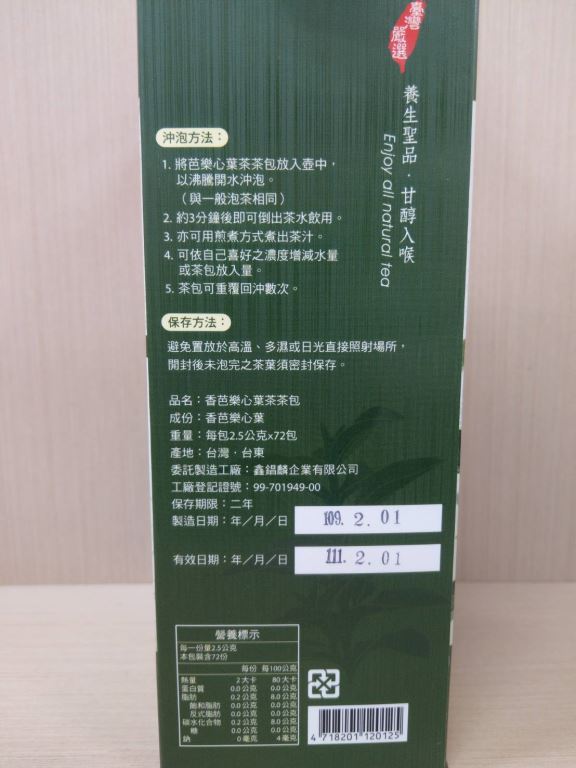 臺灣
嚴選
養生聖品・甘醇入喉
Enjoy all natural tea
沖泡方法：
1. 將芭樂心葉茶茶包放入壺中，
以沸騰開水沖泡。
（與一般泡茶相同）
2. 約3分鐘後即可倒出茶水飲用。
3. 亦可用煎煮方式煮出茶汁。
4. 可依自己喜好之濃度增減水量
或茶包放入量。
5. 茶包可重覆回沖數次。
保存方法：
避免置放於高溫、多濕或日光直接照射場所，
開封後未泡完之茶葉須密封保存。
品名：香芭樂心葉茶茶包
成份：香芭樂心葉
重量：每包2.5公克x72包
產地：台灣・台東
委託製造工廠：鑫錩麟企業有限公司
工廠登記證號：99-701949-00
保存期限：二年
製造日期：年／月／日 109. 2. 01
有效日期：年／月／日 111. 2. 01
營養標示
每一份量2.5公克
本包裝含72份
每份 每100公克
熱量 2大卡 80大卡
蛋白質 0.0公克 0.0公克
脂肪 0.2公克 8.0公克
飽和脂肪 0.0公克 0.0公克
反式脂肪 0.0公克 0.0公克
碳水化合物 0.2公克 8.0公克
糖 0.0公克 0.0公克
鈉 0毫克 4毫克
4 718201 120125